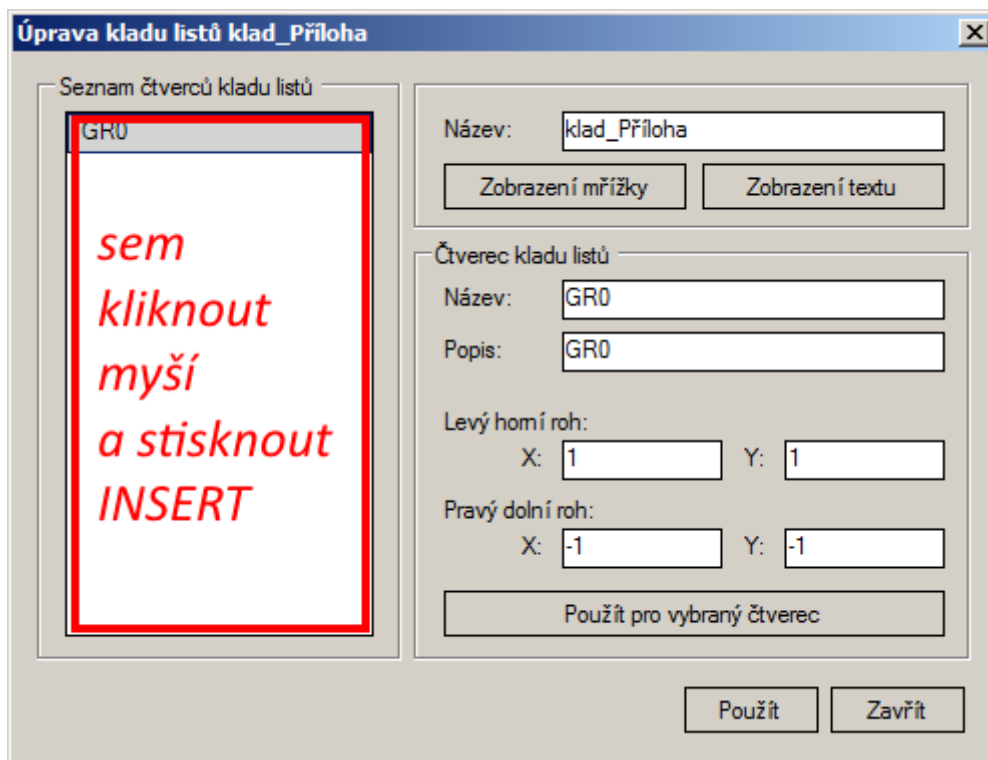 Úprava kladu listů klad_Příloha
Seznam čtverců kladu listů
GR0
sem
kliknout
myší
a stisknout
INSERT
Název: klad_Příloha
Zobrazení mřížky Zobrazení textu
Čtverec kladu listů
Název: GR0
Popis: GR0
Levý horní roh:
X: 1 Y: 1
Pravý dolní roh:
X: -1 Y: -1
Použít pro vybraný čtverec
Použít Zavřít